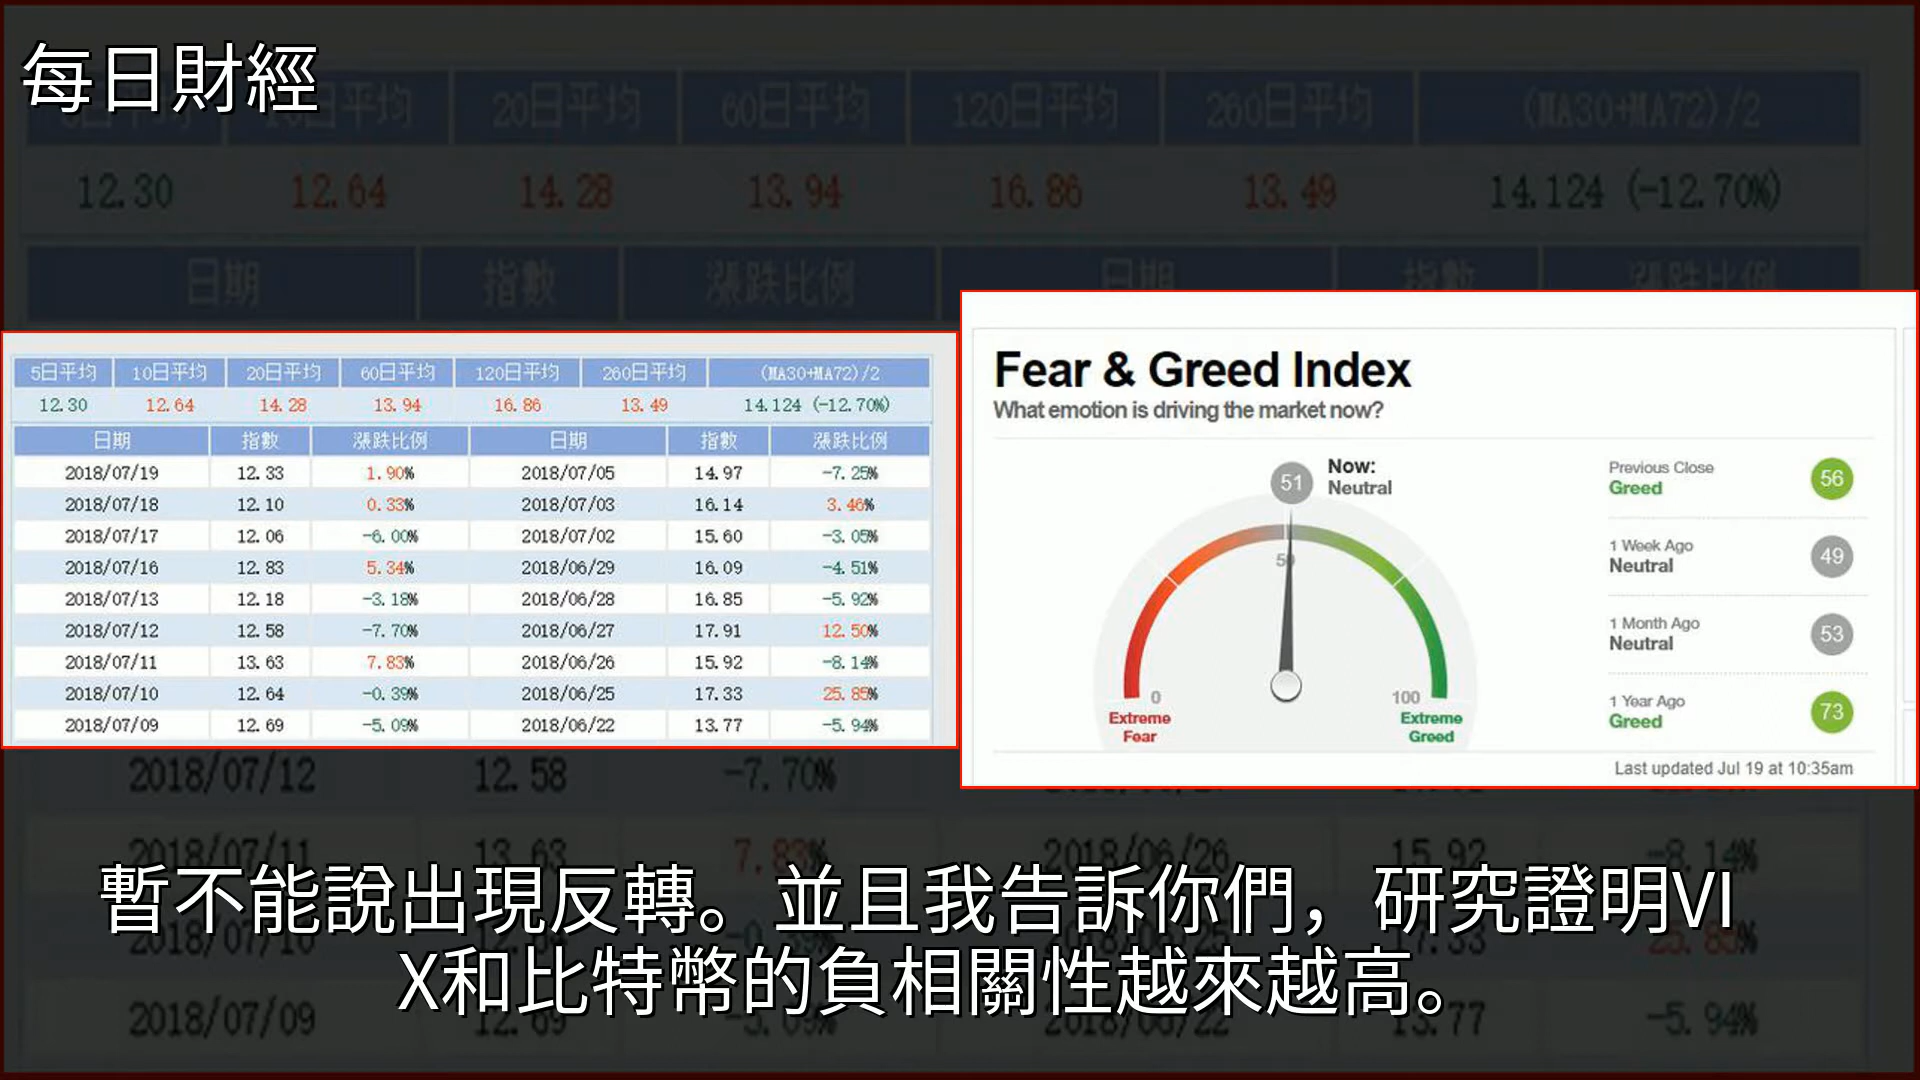 每日財經
5日平均 10日平均 20日平均 60日平均 120日平均 260日平均 (MA30+MA72)/2
12.30 12.64 14.28 13.94 16.86 13.49 14.124 (-12.70%)
日期 指數 漲跌比例 日期 指數 漲跌比例
2018/07/19 12.33 1.90% 2018/07/05 14.97 -7.25%
2018/07/18 12.10 0.33% 2018/07/03 16.14 3.46%
2018/07/17 12.06 -6.00% 2018/07/02 15.60 -3.05%
2018/07/16 12.83 5.34% 2018/06/29 16.09 -4.51%
2018/07/13 12.18 -3.18% 2018/06/28 16.85 -5.92%
2018/07/12 12.58 -7.70% 2018/06/27 17.91 12.50%
2018/07/11 13.63 7.83% 2018/06/26 15.92 -8.14%
2018/07/10 12.64 -0.39% 2018/06/25 17.33 25.85%
2018/07/09 12.69 -5.09% 2018/06/22 13.77 -5.94%
Fear & Greed Index
What emotion is driving the market now?
51
Now:
Neutral
50
0
100
Extreme
Fear
Extreme
Greed
Previous Close
Greed
56
1 Week Ago
Neutral
49
1 Month Ago
Neutral
53
1 Year Ago
Greed
73
Last updated Jul 19 at 10:35am
暫不能說出現反轉。並且我告訴你們，研究證明VI
X和比特幣的負相關性越來越高。